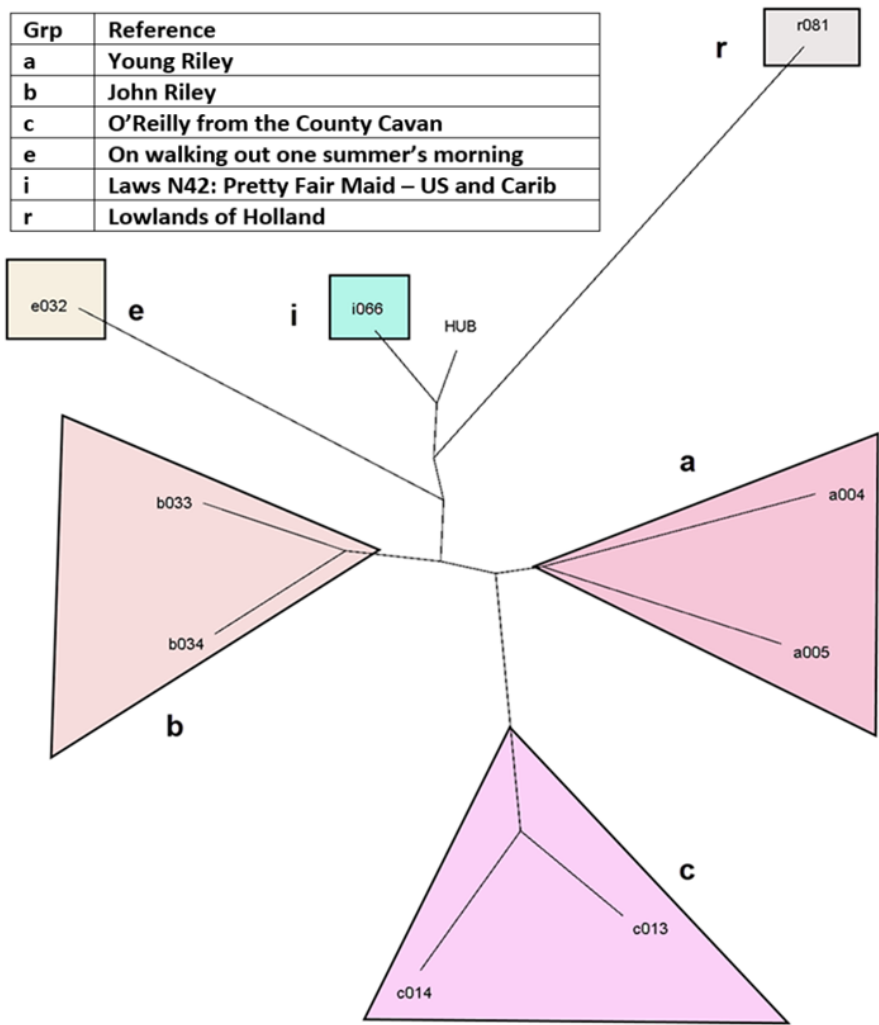 Grp Reference
a Young Riley
b John Riley
c O’Reilly from the County Cavan
e On walking out one summer’s morning
i Laws N42: Pretty Fair Maid – US and Carib
r Lowlands of Holland
r081
r
e032
e
i
i066
HUB
a
a004
b033
b034
a005
b
c
c013
c014